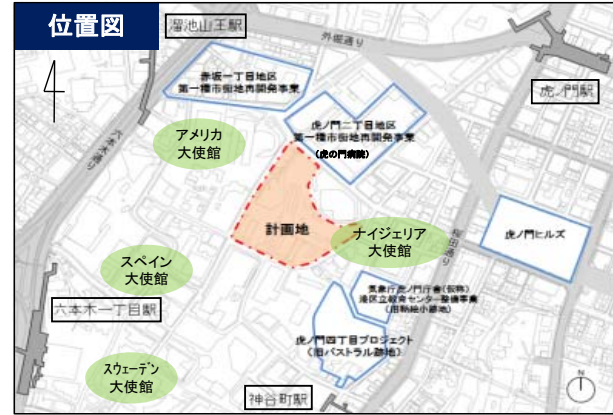 位置図
溜池山王駅
外堀通り
赤坂一丁目地区
第一種市街地再開発事業
虎ノ門駅
虎ノ門二丁目地区
第一種市街地再開発事業
(虎の門病院)
六本木通り
アメリカ
大使館
計画地
ナイジェリア
大使館
桜田通り
虎ノ門ヒルズ
スペイン
大使館
気象庁虎ノ門庁舎(仮称)
港区立教育センター整備事業
(旧鞆絵小跡地)
六本木一丁目駅
虎ノ門四丁目プロジェクト
(旧パストラル跡地)
スウェーデン
大使館
神谷町駅
N